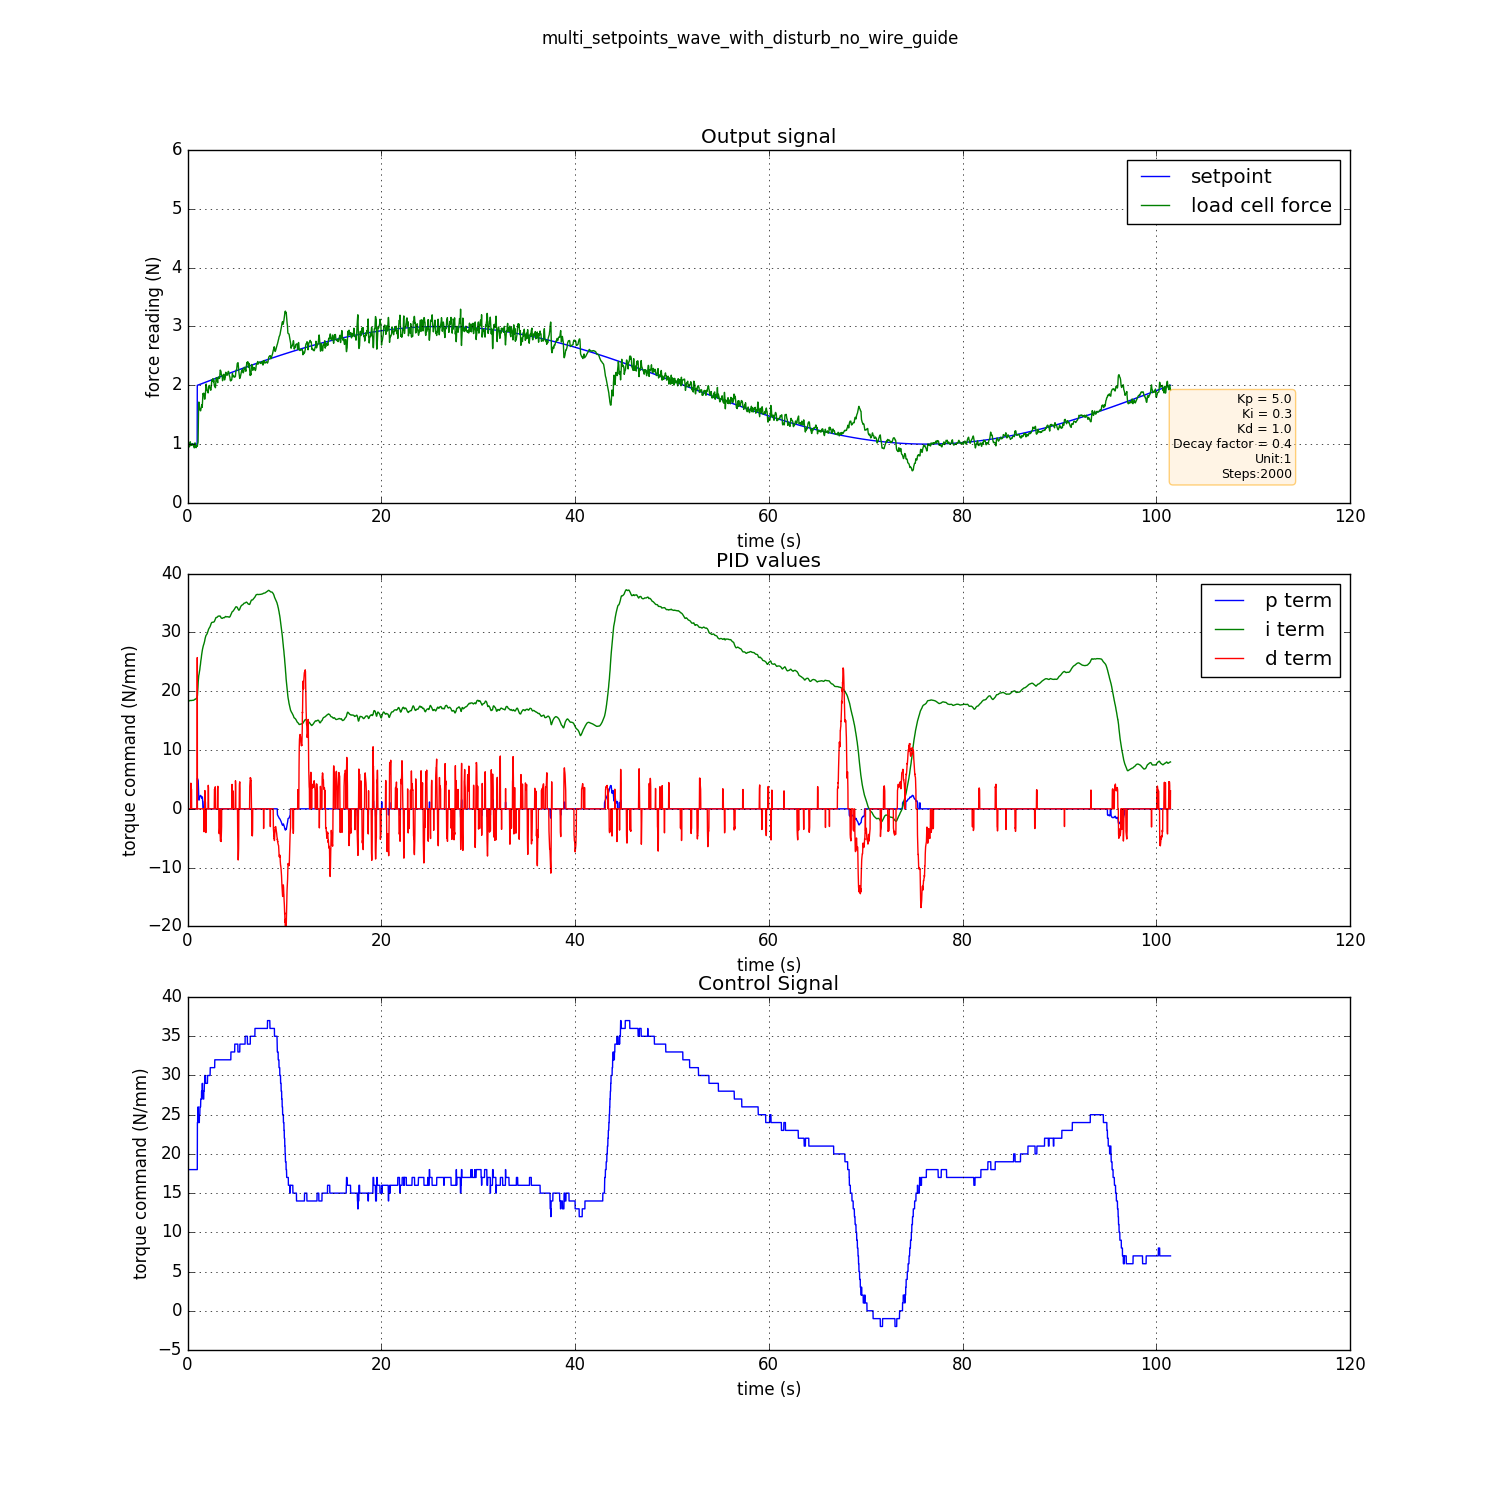 multi_setpoints_wave_with_disturb_no_wire_guide
Output signal
6
5
4
3
2
1
0
force reading (N)
setpoint
load cell force
Kp = 5.0
Ki = 0.3
Kd = 1.0
Decay factor = 0.4
Unit:1
Steps:2000
0 20 40 60 80 100 120
time (s)
PID values
40
30
20
10
0
−10
−20
torque command (N/mm)
p term
i term
d term
0 20 40 60 80 100 120
time (s)
Control Signal
40
35
30
25
20
15
10
5
0
−5
torque command (N/mm)
0 20 40 60 80 100 120
time (s)